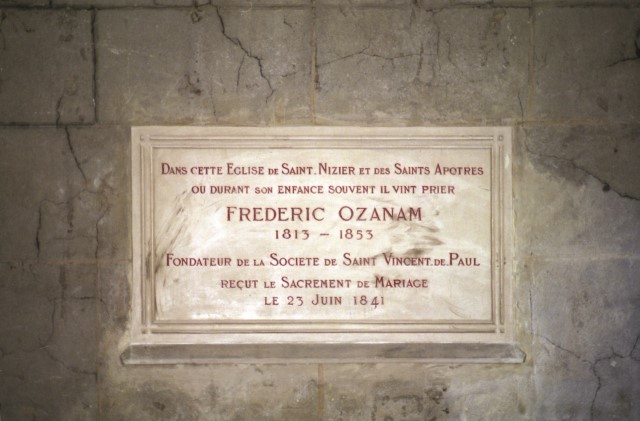 DANS CETTE EGLISE DE SAINT. NIZIER ET DES SAINTS APOTRES
OU DURANT SON ENFANCE SOUVENT IL VINT PRIER
FREDERIC OZANAM
1813 – 1853
FONDATEUR DE LA SOCIETE DE SAINT VINCENT. DE. PAUL
REÇUT LE SACREMENT DE MARIAGE
LE 23 JUIN 1841